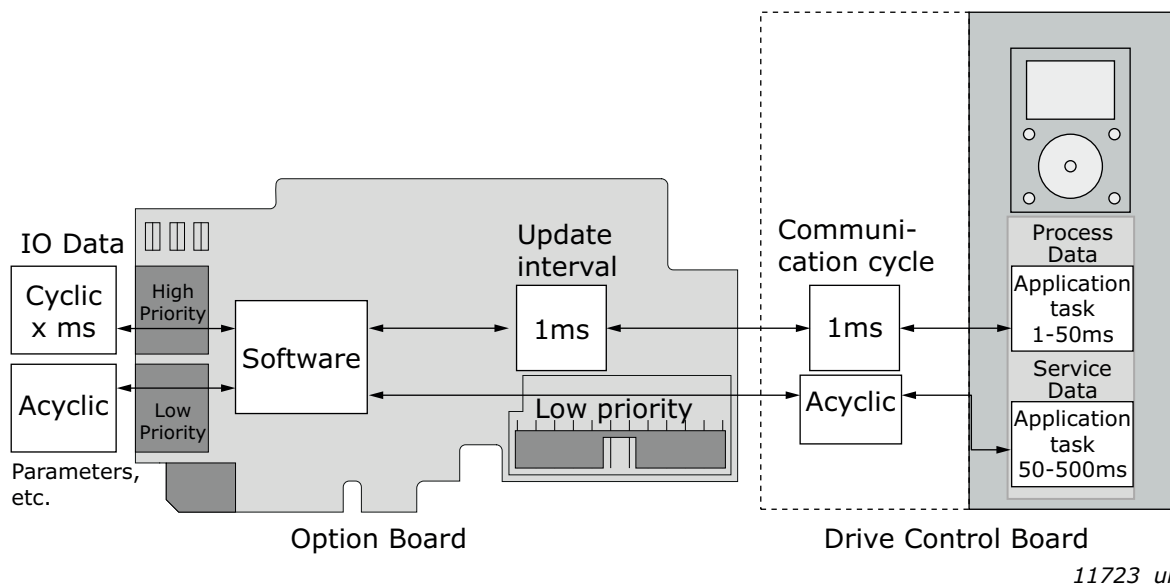 IO Data
Cyclic
x ms
High
Priority
Acyclic
Low
Priority
Parameters,
etc.
Software
Update
interval
1ms
Low priority
Option Board
Communi-
cation cycle
1ms
Acyclic
Process
Data
Application
task
1-50ms
Service
Data
Application
task
50-500ms
Drive Control Board